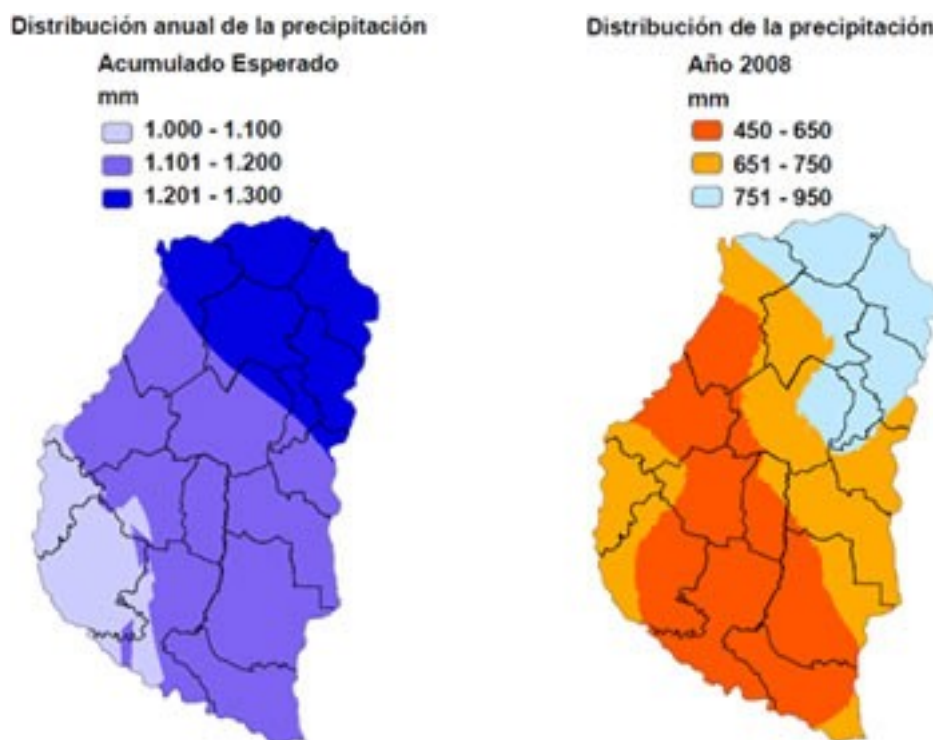 Distribución anual de la precipitación
Acumulado Esperado
mm
1.000 - 1.100
1.101 - 1.200
1.201 - 1.300
Distribución de la precipitación
Año 2008
mm
450 - 650
651 - 750
751 - 950